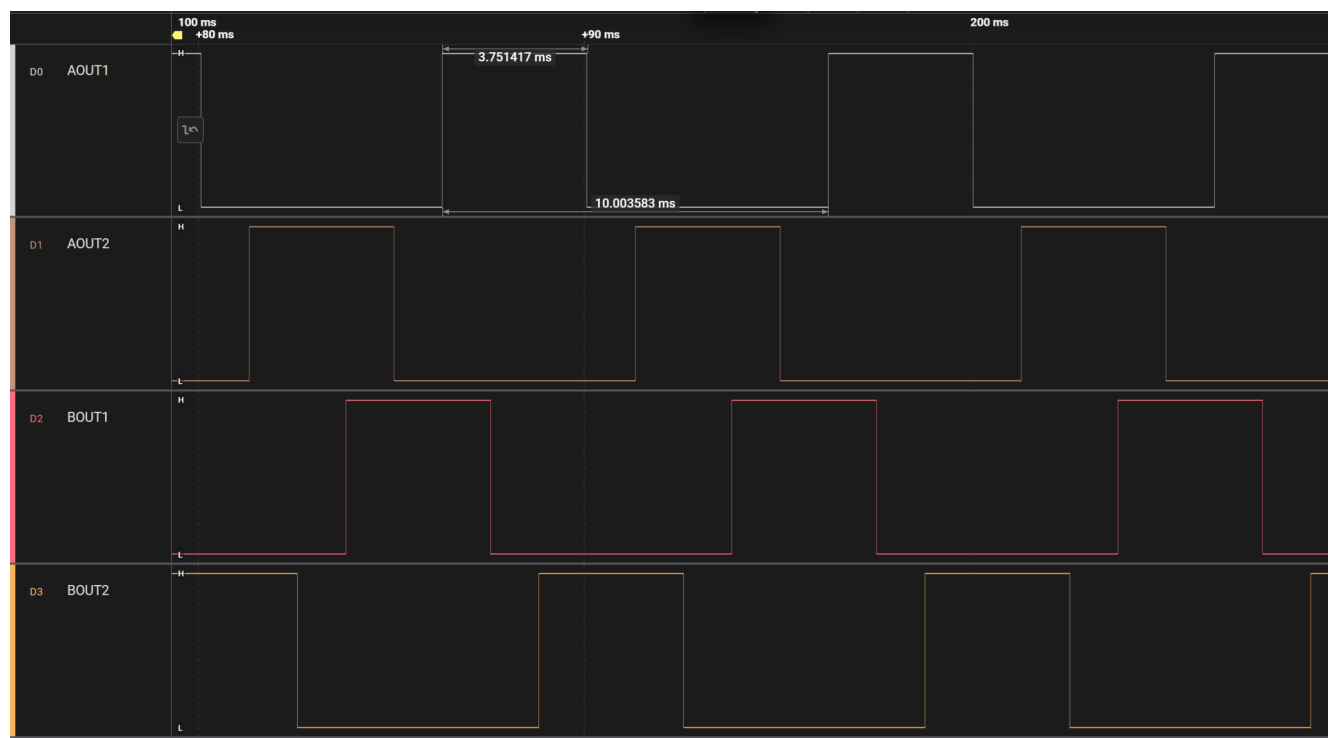 100 ms
200 ms
+80 ms
+90 ms
D0 AOUT1
H
3.751417 ms
L
10.003583 ms
D1 AOUT2
H
L
D2 BOUT1
H
L
D3 BOUT2
H
L